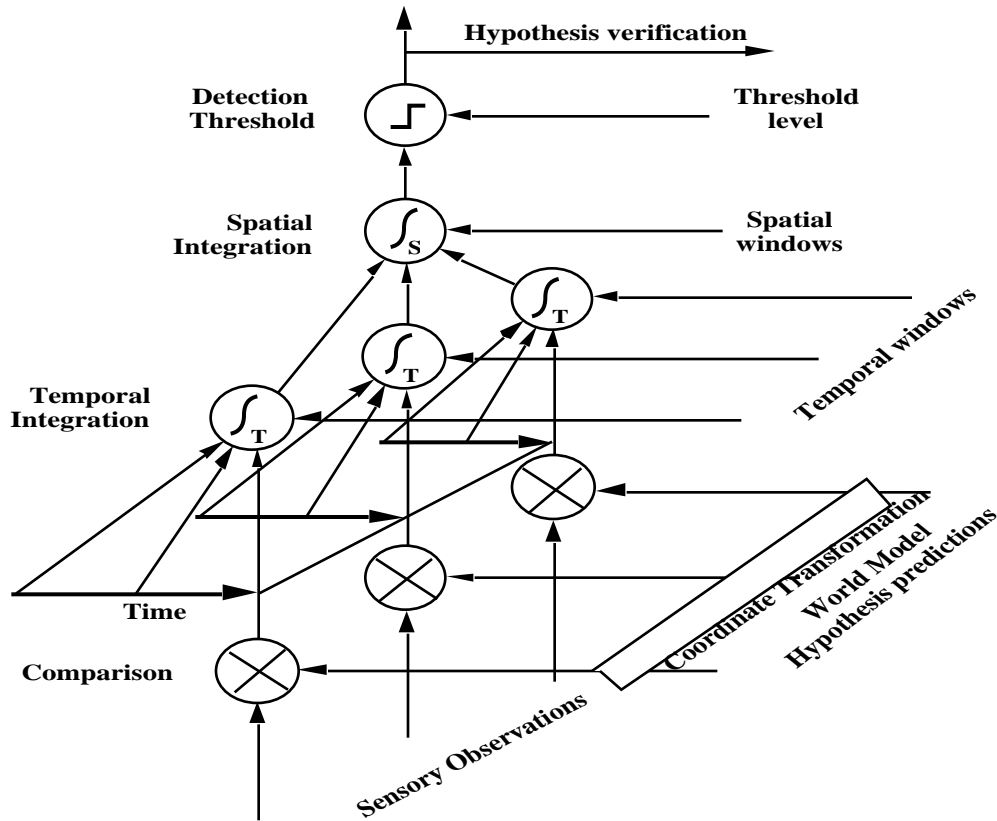 Hypothesis verification
Detection
Threshold
Threshold
level
Spatial
Integration
S
Spatial
windows
T
T
T
Temporal windows
Temporal
Integration
Time
Coordinate Transformation
World Model
Hypothesis predictions
Comparison
Sensory Observations